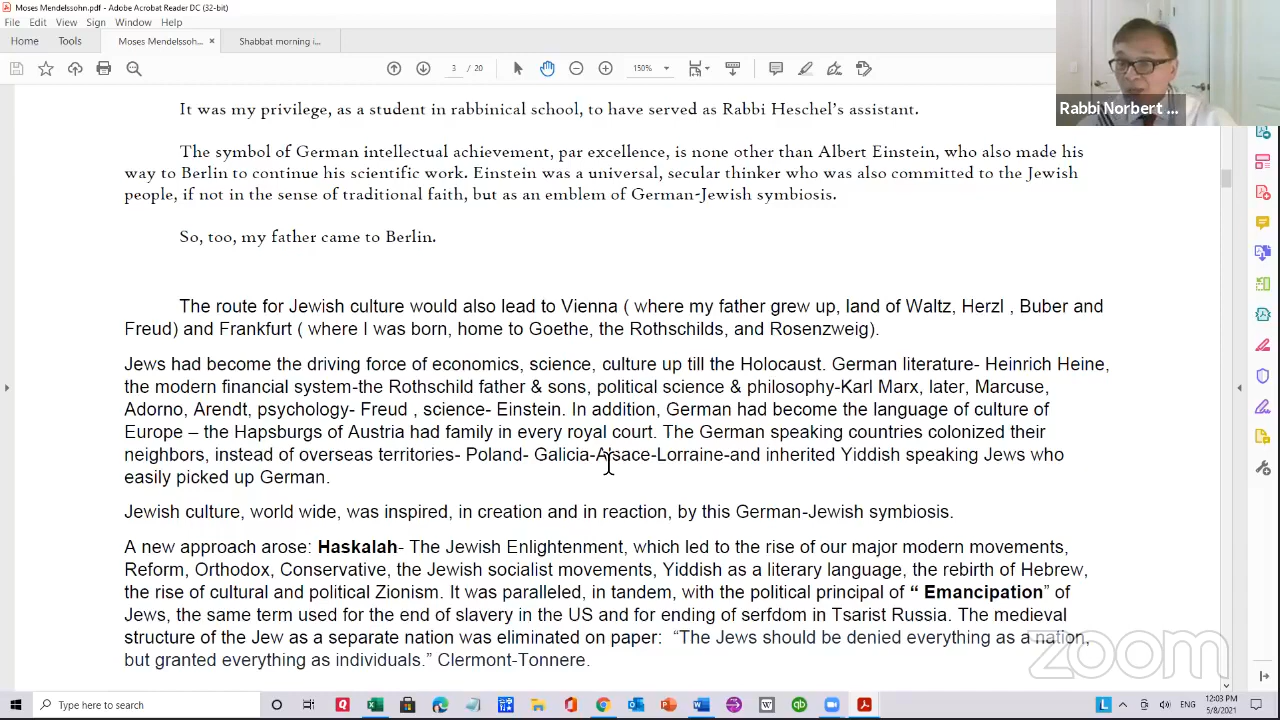 Moses Mendelssohn.pdf - Adobe Acrobat Reader DC (32-bit)
File Edit View Sign Window Help
Home Tools Moses Mendelssoh... × Shabbat morning i...
3 / 20 150%
Rabbi Norbert ...
It was my privilege, as a student in rabbinical school, to have served as Rabbi Heschel's assistant.
The symbol of German intellectual achievement, par excellence, is none other than Albert Einstein, who also made his
way to Berlin to continue his scientific work. Einstein was a universal, secular thinker who was also committed to the Jewish
people, if not in the sense of traditional faith, but as an emblem of German-Jewish symbiosis.
So, too, my father came to Berlin.
The route for Jewish culture would also lead to Vienna ( where my father grew up, land of Waltz, Herzl , Buber and
Freud) and Frankfurt ( where I was born, home to Goethe, the Rothschilds, and Rosenzweig).
Jews had become the driving force of economics, science, culture up till the Holocaust. German literature- Heinrich Heine,
the modern financial system-the Rothschild father & sons, political science & philosophy-Karl Marx, later, Marcuse,
Adorno, Arendt, psychology- Freud , science- Einstein. In addition, German had become the language of culture of
Europe – the Hapsburgs of Austria had family in every royal court. The German speaking countries colonized their
neighbors, instead of overseas territories- Poland- Galicia-Alsace-Lorraine-and inherited Yiddish speaking Jews who
easily picked up German.
Jewish culture, world wide, was inspired, in creation and in reaction, by this German-Jewish symbiosis.
A new approach arose: Haskalah- The Jewish Enlightenment, which led to the rise of our major modern movements,
Reform, Orthodox, Conservative, the Jewish socialist movements, Yiddish as a literary language, the rebirth of Hebrew,
the rise of cultural and political Zionism. It was paralleled, in tandem, with the political principal of “ Emancipation” of
Jews, the same term used for the end of slavery in the US and for ending of serfdom in Tsarist Russia. The medieval
structure of the Jew as a separate nation was eliminated on paper: “The Jews should be denied everything as a nation,
but granted everything as individuals.” Clermont-Tonnere.
zoom
Type here to search
ENG
12:03 PM
5/8/2021